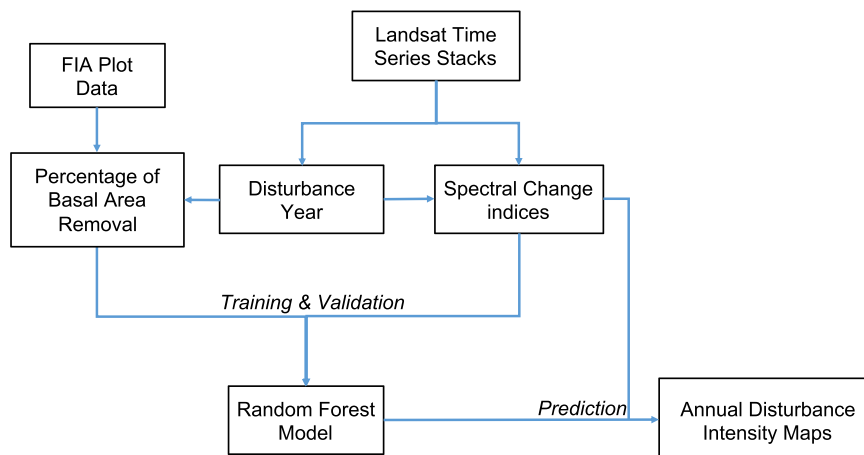 Landsat Time
Series Stacks
FIA Plot
Data
Percentage of
Basal Area
Removal
Disturbance
Year
Spectral Change
indices
Training & Validation
Random Forest
Model
Prediction
Annual Disturbance
Intensity Maps